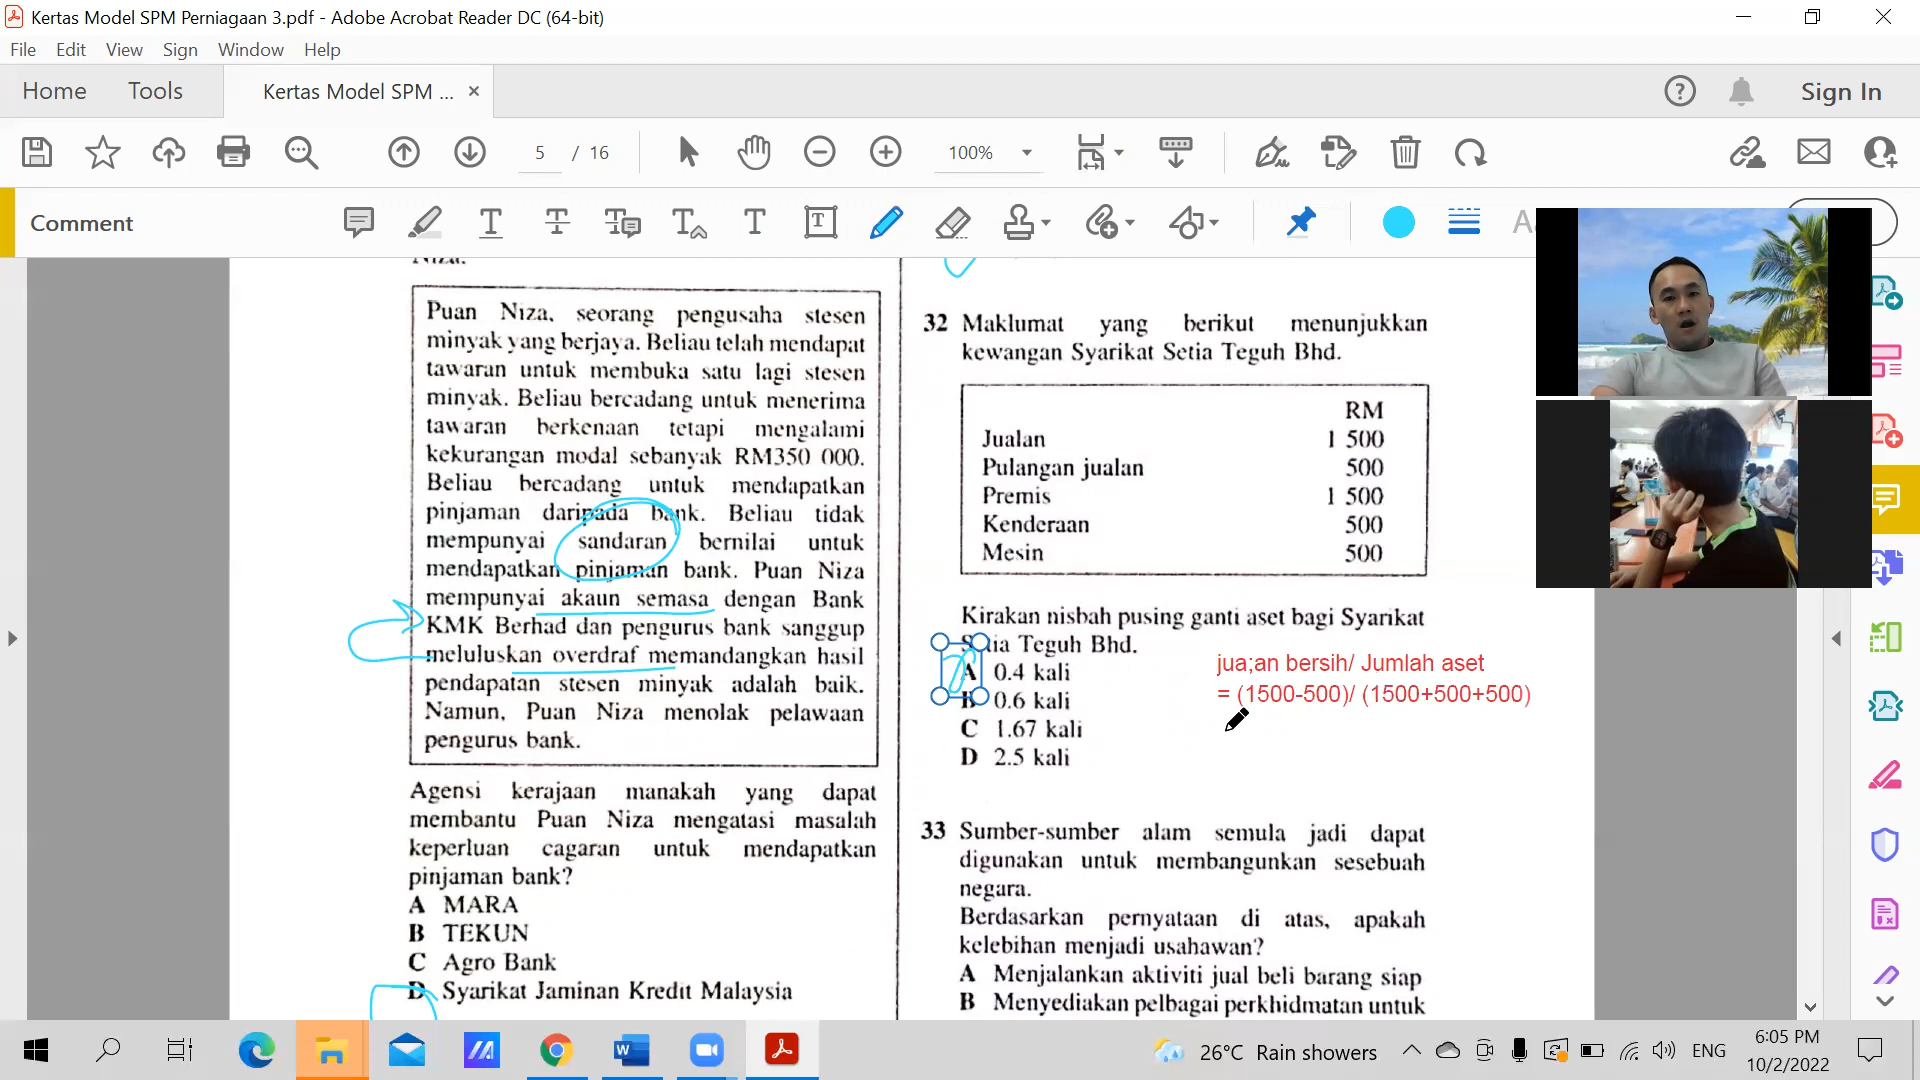 Kertas Model SPM Perniagaan 3.pdf - Adobe Acrobat Reader DC (64-bit)
File Edit View Sign Window Help
Home Tools Kertas Model SPM ... × Sign In
5 / 16 100%
Comment
Niza.
Puan Niza, seorang pengusaha stesen
minyak yang berjaya. Beliau telah mendapat
tawaran untuk membuka satu lagi stesen
minyak. Beliau bercadang untuk menerima
tawaran berkenaan tetapi mengalami
kekurangan modal sebanyak RM350 000.
Beliau bercadang untuk mendapatkan
pinjaman daripada bank. Beliau tidak
mempunyai sandaran bernilai untuk
mendapatkan pinjaman bank. Puan Niza
mempunyai akaun semasa dengan Bank
KMK Berhad dan pengurus bank sanggup
meluluskan overdraf memandangkan hasil
pendapatan stesen minyak adalah baik.
Namun, Puan Niza menolak pelawaan
pengurus bank.
Agensi kerajaan manakah yang dapat
membantu Puan Niza mengatasi masalah
keperluan cagaran untuk mendapatkan
pinjaman bank?
A MARA
B TEKUN
C Agro Bank
D Syarikat Jaminan Kredit Malaysia
32 Maklumat yang berikut menunjukkan
kewangan Syarikat Setia Teguh Bhd.
RM
Jualan 1 500
Pulangan jualan 500
Premis 1 500
Kenderaan 500
Mesin 500
Kirakan nisbah pusing ganti aset bagi Syarikat
Setia Teguh Bhd.
A 0.4 kali
B 0.6 kali
C 1.67 kali
D 2.5 kali
jua;an bersih/ Jumlah aset
= (1500-500)/ (1500+500+500)
33 Sumber-sumber alam semula jadi dapat
digunakan untuk membangunkan sesebuah
negara.
Berdasarkan pernyataan di atas, apakah
kelebihan menjadi usahawan?
A Menjalankan aktiviti jual beli barang siap
B Menyediakan pelbagai perkhidmatan untuk
26°C Rain showers ENG 6:05 PM
10/2/2022